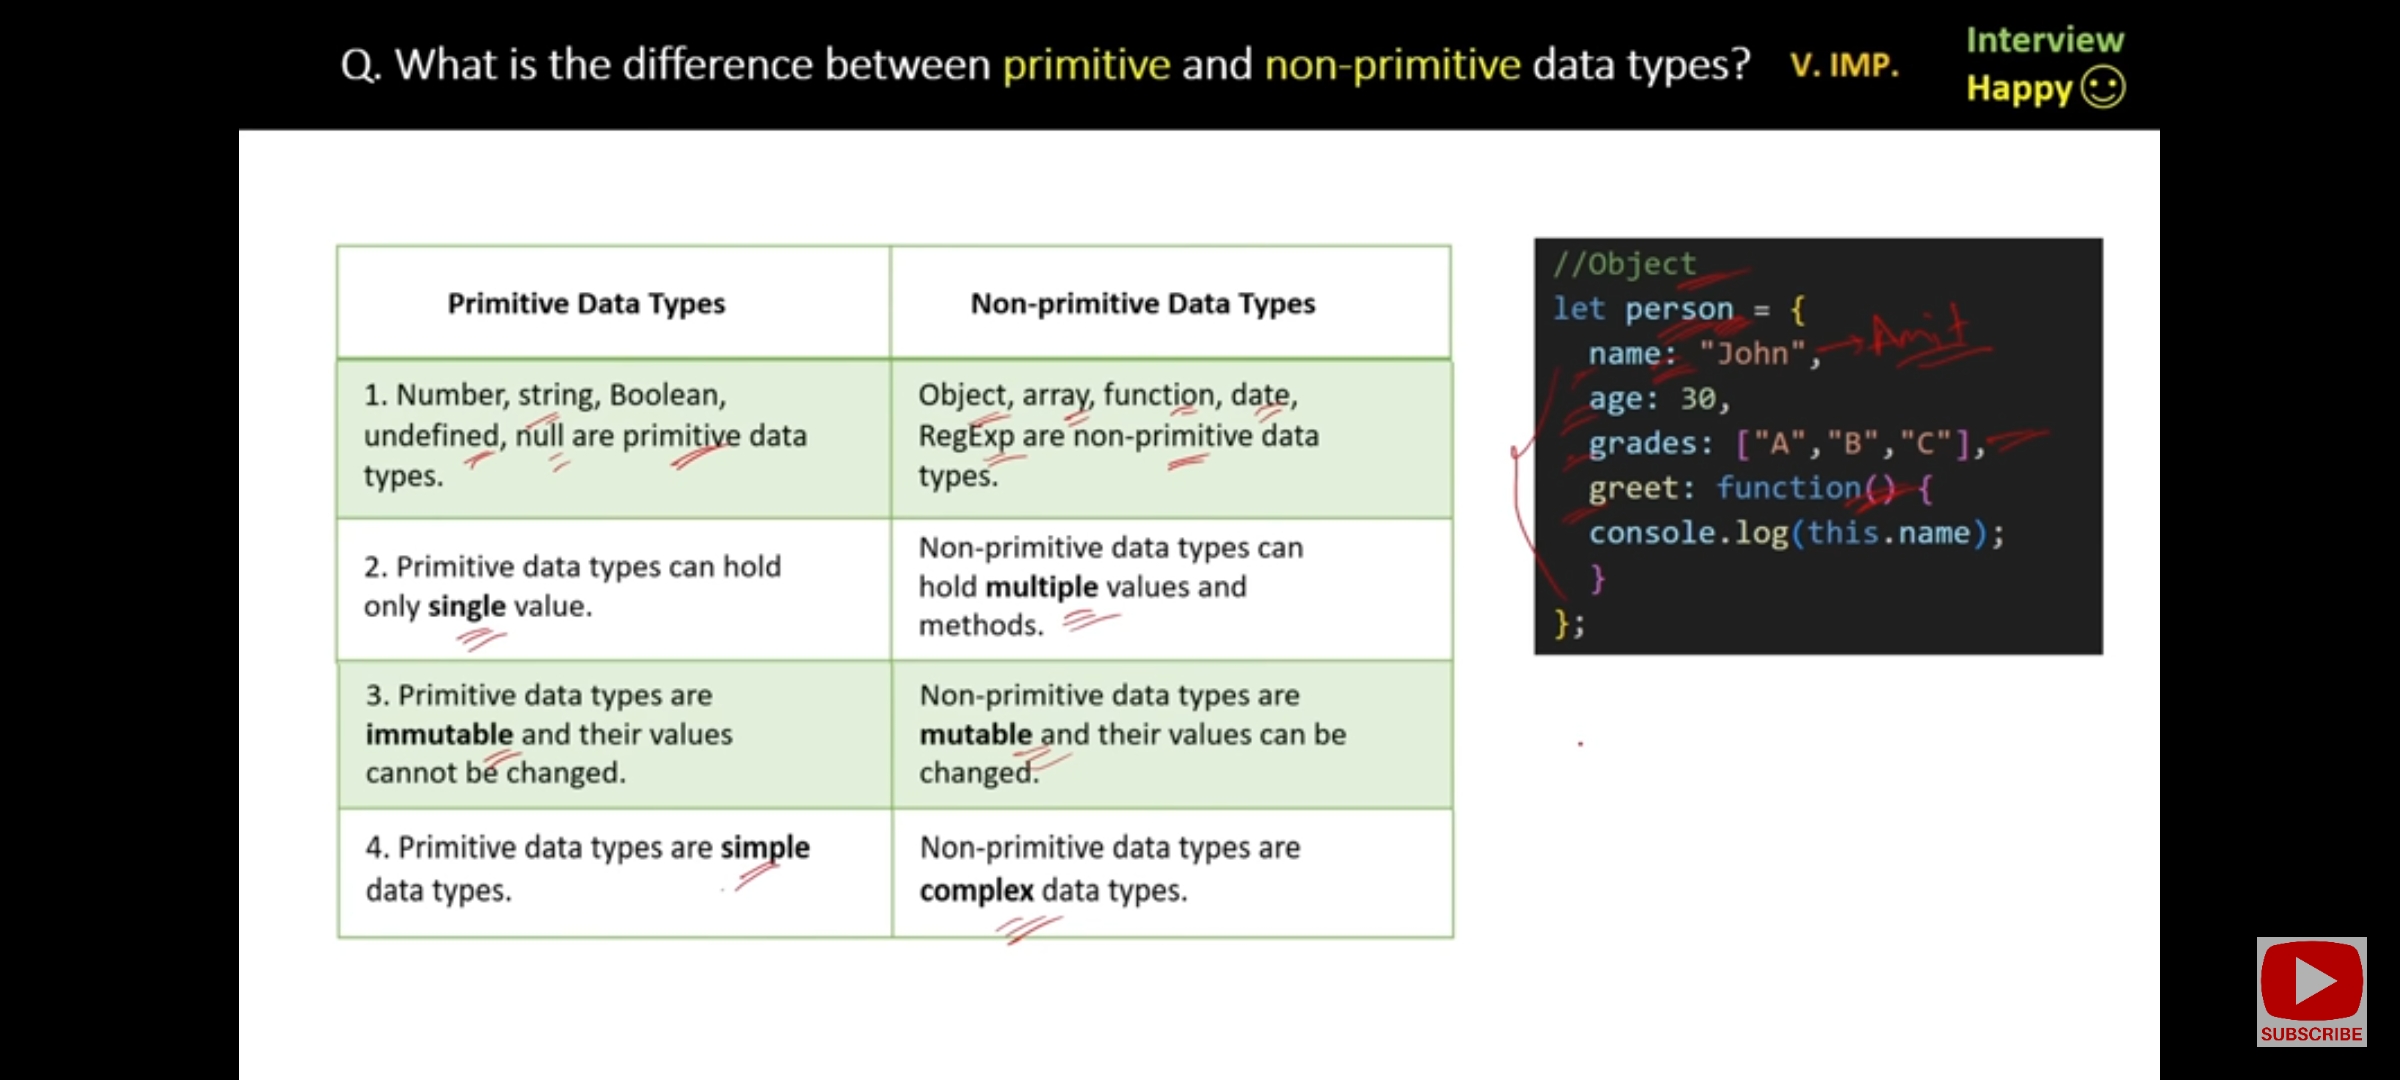 Q. What is the difference between primitive and non-primitive data types? V. IMP.
Interview
Happy
Primitive Data Types
Non-primitive Data Types
1. Number, string, Boolean,
undefined, null are primitive data
types.
Object, array, function, date,
RegExp are non-primitive data
types.
2. Primitive data types can hold
only single value.
Non-primitive data types can
hold multiple values and
methods.
3. Primitive data types are
immutable and their values
cannot be changed.
Non-primitive data types are
mutable and their values can be
changed.
4. Primitive data types are simple
data types.
Non-primitive data types are
complex data types.
//Object
let person = {
name: "John", → Amit
age: 30,
grades: ["A","B","C"],
greet: function() {
console.log(this.name);
}
};
SUBSCRIBE